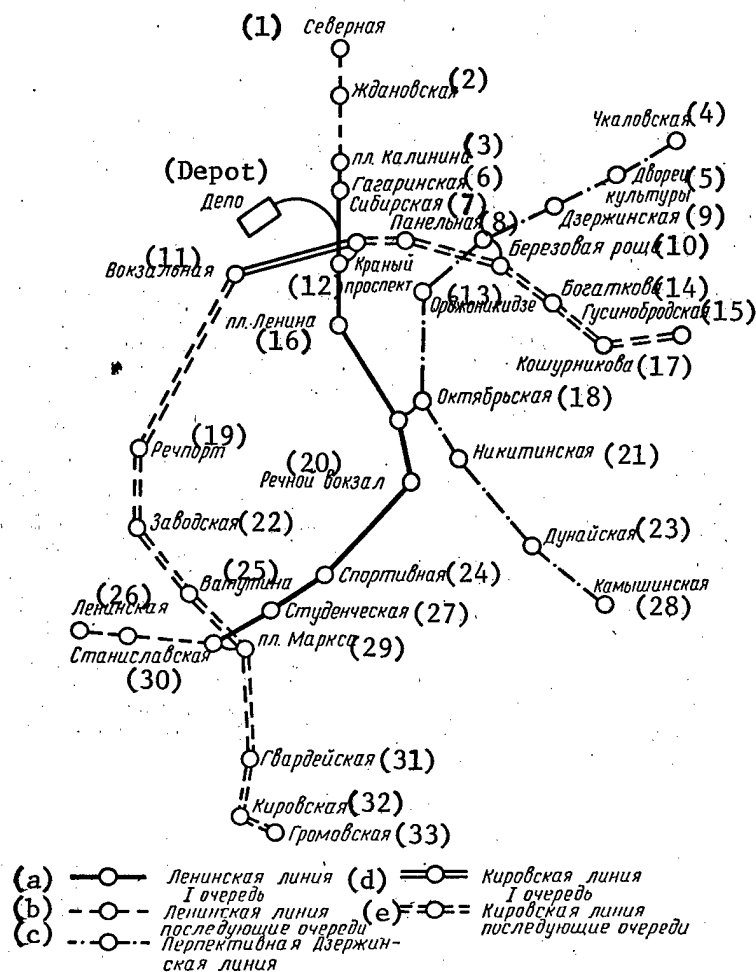 (1) Северная
Ждановская (2)
пл. Калинина (3)
Чкаловская (4)
(Depot)
Депо
Гагаринская (6)
Дворец (5)
культуры
Сибирская (7)
Панельная (8)
Дзержинская (9)
Березовая роща (10)
(11)
Вокзальная
(12) Краный
проспект
(13)
Орджоникидзе
Богаткова (14)
Гусинобродская (15)
пл. Ленина
(16)
Кошурникова (17)
Октябрьская (18)
(19)
Речпорт
(20)
Речной вокзал
Никитинская (21)
Заводская (22)
Дунайская (23)
Спортивная (24)
(25)
Ватутина
(26)
Ленинская
Студенческая (27)
Камышинская
(28)
пл. Маркса (29)
Станиславская
(30)
Гвардейская (31)
Кировская (32)
Громовская (33)
(a) Ленинская линия
I очередь
(b) Ленинская линия
последующие очереди
(c) Перпективная Дзержин-
ская линия
(d) Кировская линия
I очередь
(e) Кировская линия
последующие очереди